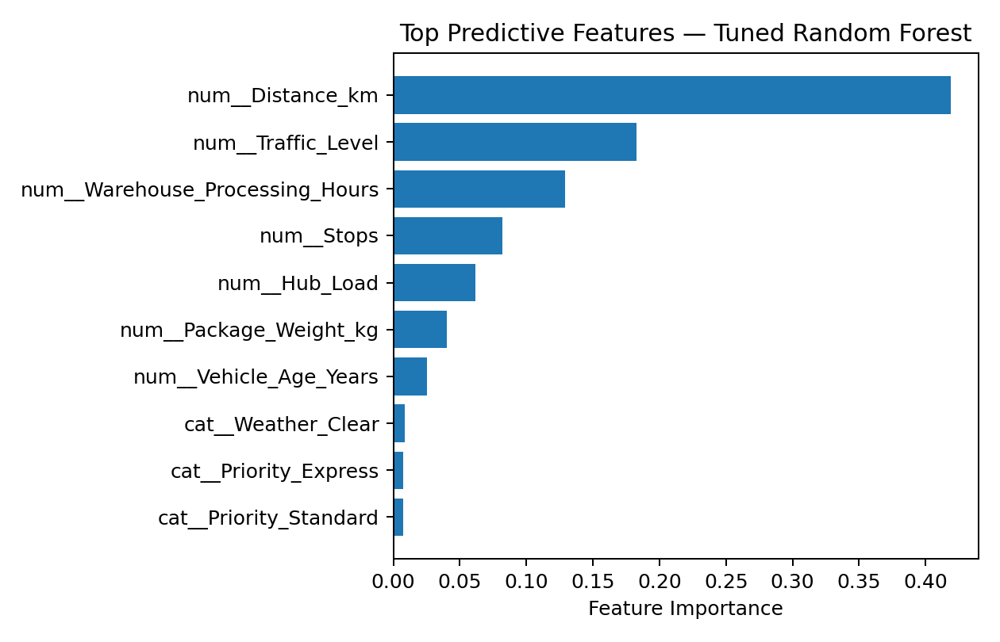 Top Predictive Features — Tuned Random Forest
num__Distance_km
num__Traffic_Level
num__Warehouse_Processing_Hours
num__Stops
num__Hub_Load
num__Package_Weight_kg
num__Vehicle_Age_Years
cat__Weather_Clear
cat__Priority_Express
cat__Priority_Standard
0.00 0.05 0.10 0.15 0.20 0.25 0.30 0.35 0.40
Feature Importance